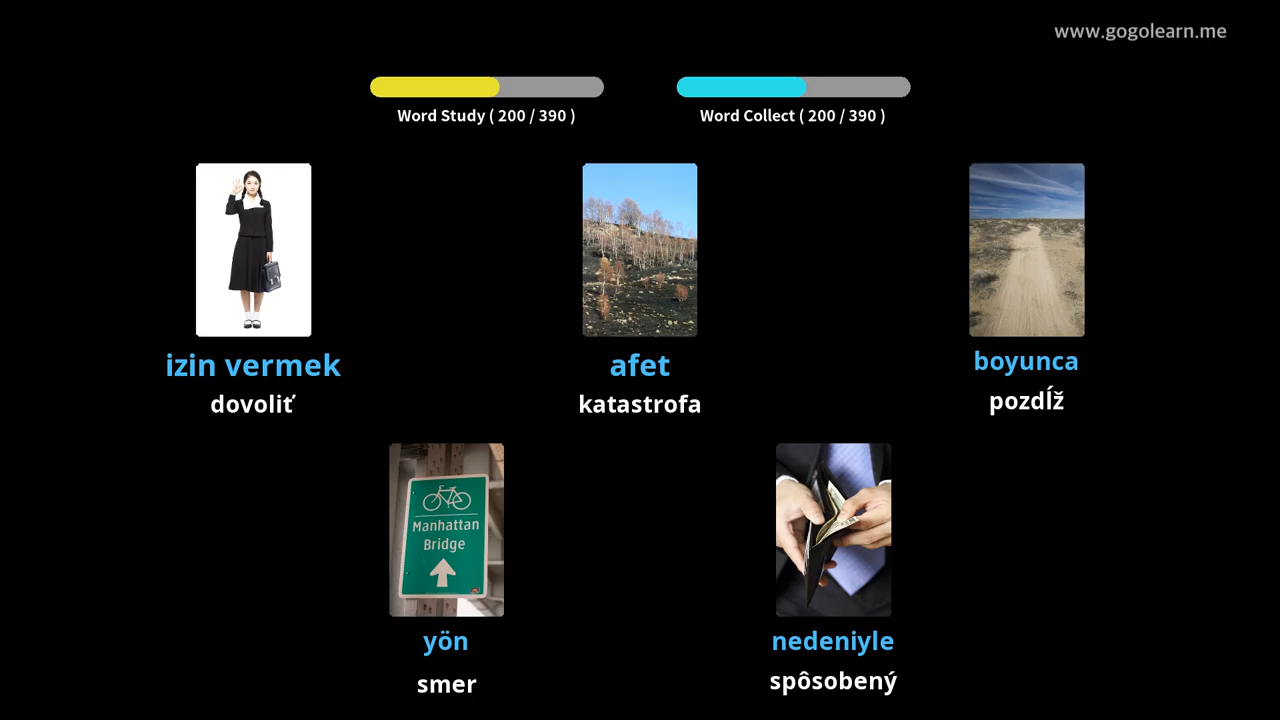 www.gogolearn.me
Word Study ( 200 / 390 )
Word Collect ( 200 / 390 )
izin vermek
dovoliť
afet
katastrofa
boyunca
pozdĺž
Manhattan
Bridge
yön
smer
nedeniyle
spôsobený